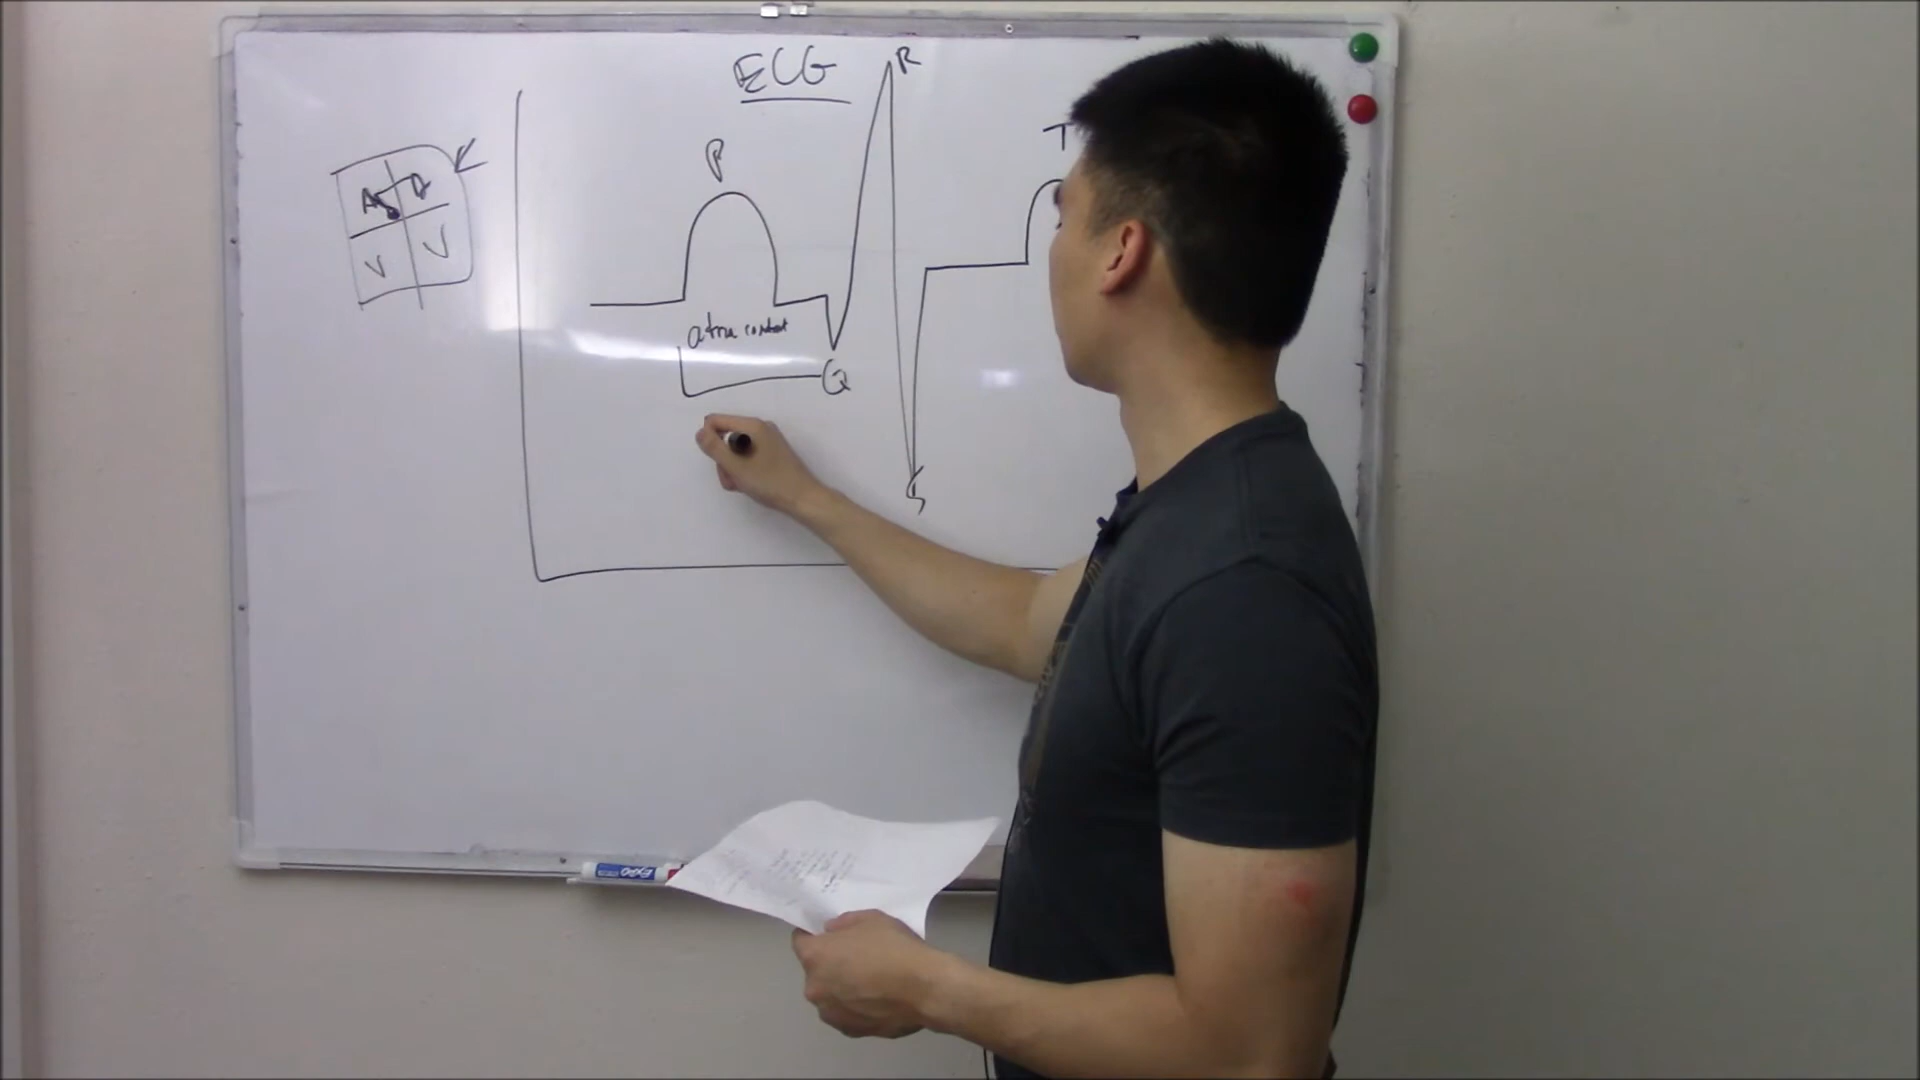 ECG
R
P
T
A A
V V
atria contract
Q
S
EXPO